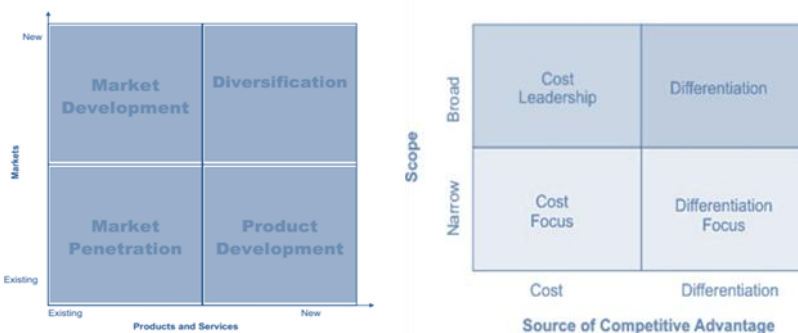 New
Market
Development
Diversification
Markets
Market
Penetration
Product
Development
Existing
Existing
New
Products and Services
Scope
Broad
Narrow
Cost
Leadership
Differentiation
Cost
Focus
Differentiation
Focus
Cost
Differentiation
Source of Competitive Advantage